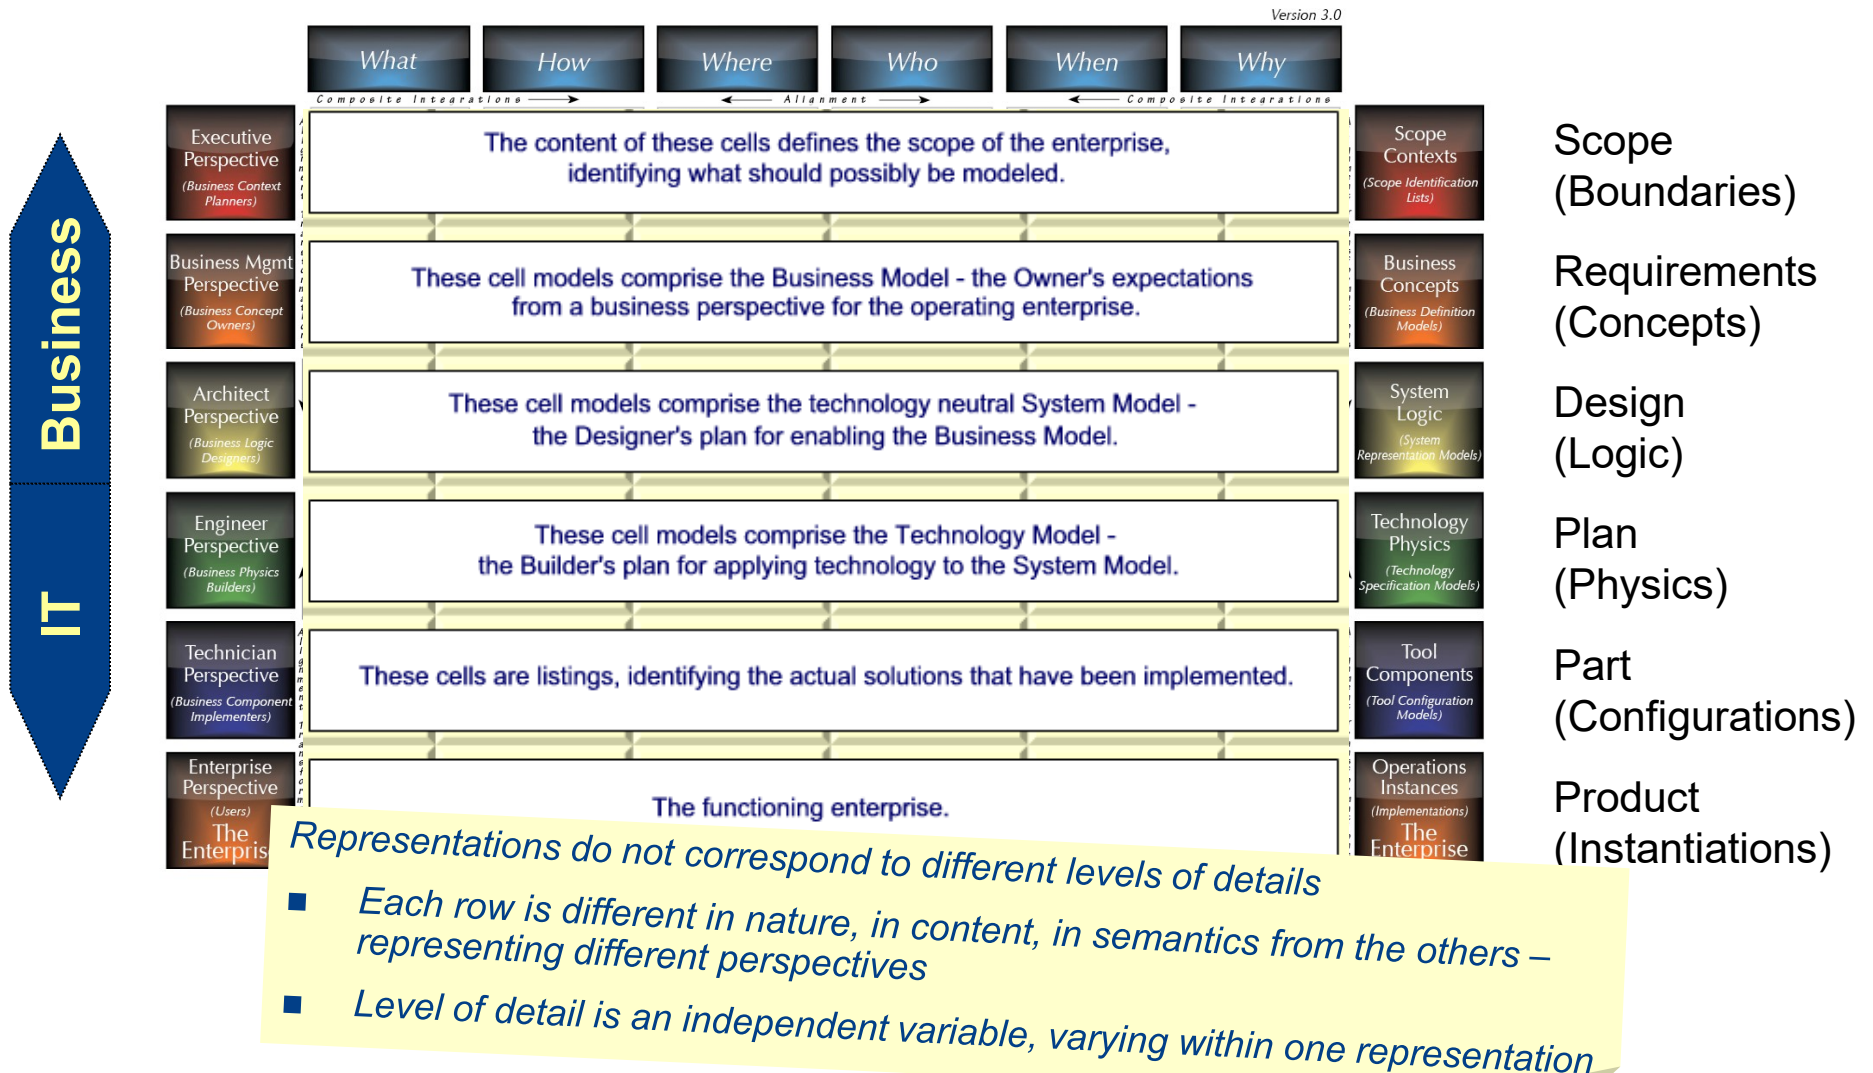 Version 3.0
What
How
Where
Who
When
Why
Composite Integrations
Alignment
Composite Integrations
Business
IT
Executive
Perspective
(Business Context
Planners)
The content of these cells defines the scope of the enterprise,
identifying what should possibly be modeled.
Scope
Contexts
(Scope Identification
Lists)
Scope
(Boundaries)
Business Mgmt
Perspective
(Business Concept
Owners)
These cell models comprise the Business Model - the Owner's expectations
from a business perspective for the operating enterprise.
Business
Concepts
(Business Definition
Models)
Requirements
(Concepts)
Architect
Perspective
(Business Logic
Designers)
These cell models comprise the technology neutral System Model -
the Designer's plan for enabling the Business Model.
System
Logic
(System
Representation Models)
Design
(Logic)
Engineer
Perspective
(Business Physics
Builders)
These cell models comprise the Technology Model -
the Builder's plan for applying technology to the System Model.
Technology
Physics
(Technology
Specification Models)
Plan
(Physics)
Technician
Perspective
(Business Component
Implementers)
These cells are listings, identifying the actual solutions that have been implemented.
Tool
Components
(Tool Configuration
Models)
Part
(Configurations)
Enterprise
Perspective
(Users)
The
Enterpris
The functioning enterprise.
Operations
Instances
(Implementations)
The
Enterprise
Product
(Instantiations)
Representations do not correspond to different levels of details
■ Each row is different in nature, in content, in semantics from the others –
representing different perspectives
■ Level of detail is an independent variable, varying within one representation